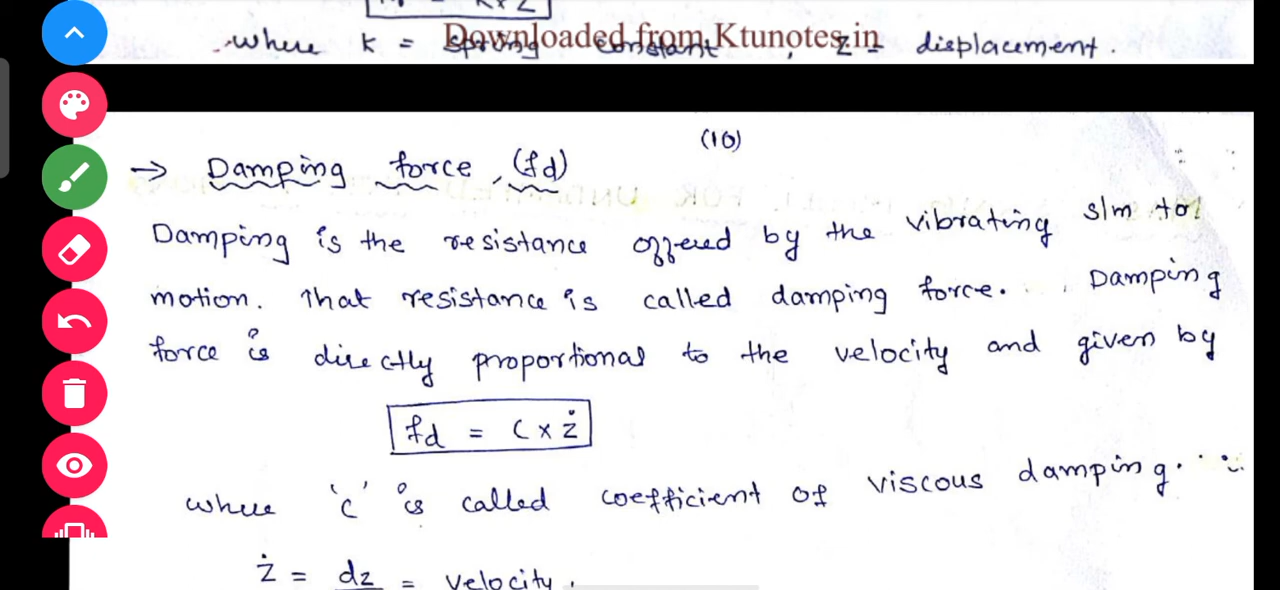 where k = spring constant, z = displacement.
Downloaded from Ktunotes.in
(10)
→ Damping force, (fd)
Damping is the resistance offered by the vibrating s/m to
motion. That resistance is called damping force. Damping
force is directly proportional to the velocity and given by
fd = C × ż
where 'c' is called coefficient of viscous damping.
ż = dz = velocity.